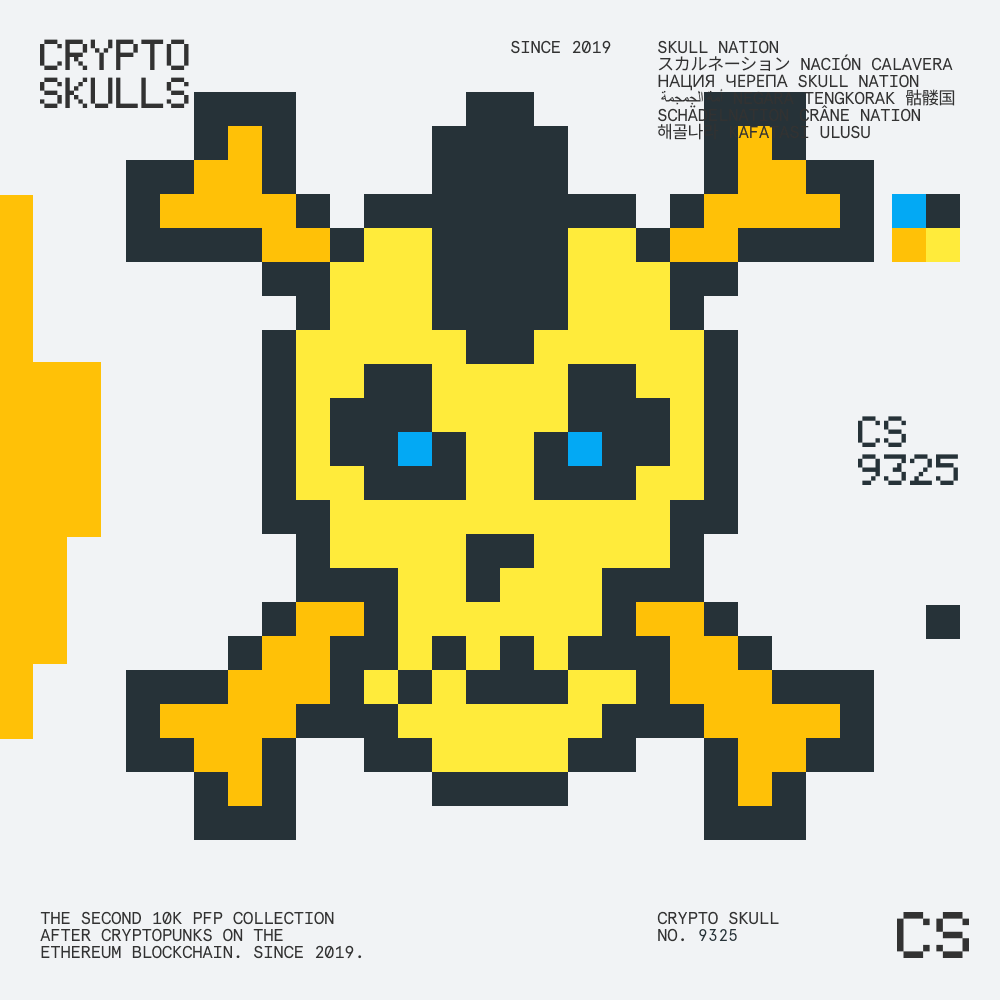 CRYPTO
SKULLS
SINCE 2019
SKULL NATION
スカルネーション NACIÓN CALAVERA
НАЦИЯ ЧЕРЕПА SKULL NATION
TENGKORAK 骷髅国
CRÂNE NATION
ULUSU
CS
9325
THE SECOND 10K PFP COLLECTION
AFTER CRYPTOPUNKS ON THE
ETHEREUM BLOCKCHAIN. SINCE 2019.
CRYPTO SKULL
NO. 9325
CS